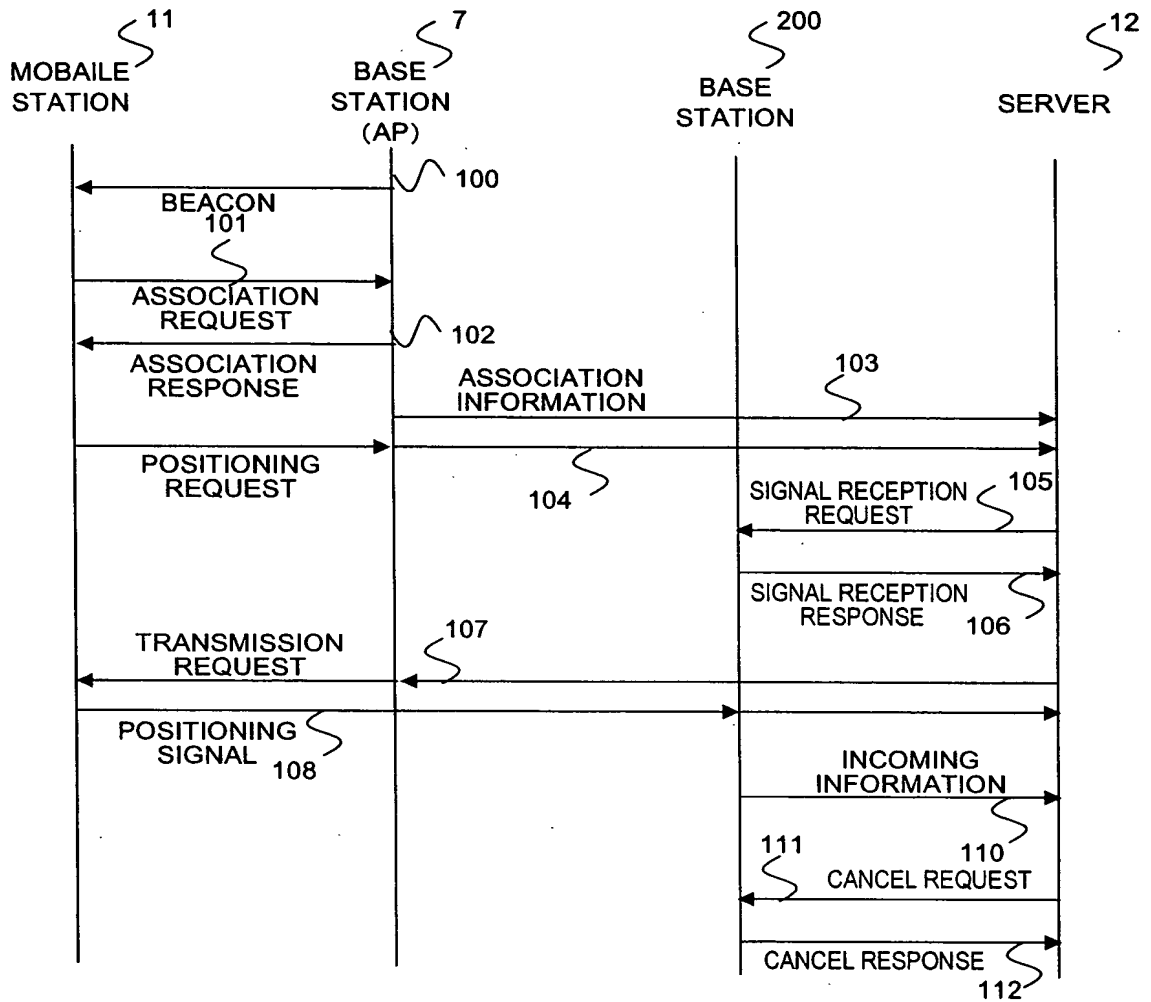 11
7
200
12
MOBAILE
STATION
BASE
STATION
(AP)
BASE
STATION
SERVER
100
BEACON
101
ASSOCIATION
REQUEST
102
ASSOCIATION
RESPONSE
ASSOCIATION
INFORMATION
103
POSITIONING
REQUEST
104
SIGNAL RECEPTION
REQUEST
105
SIGNAL RECEPTION
RESPONSE
106
TRANSMISSION
REQUEST
107
POSITIONING
SIGNAL
108
INCOMING
INFORMATION
110
111
CANCEL REQUEST
CANCEL RESPONSE
112